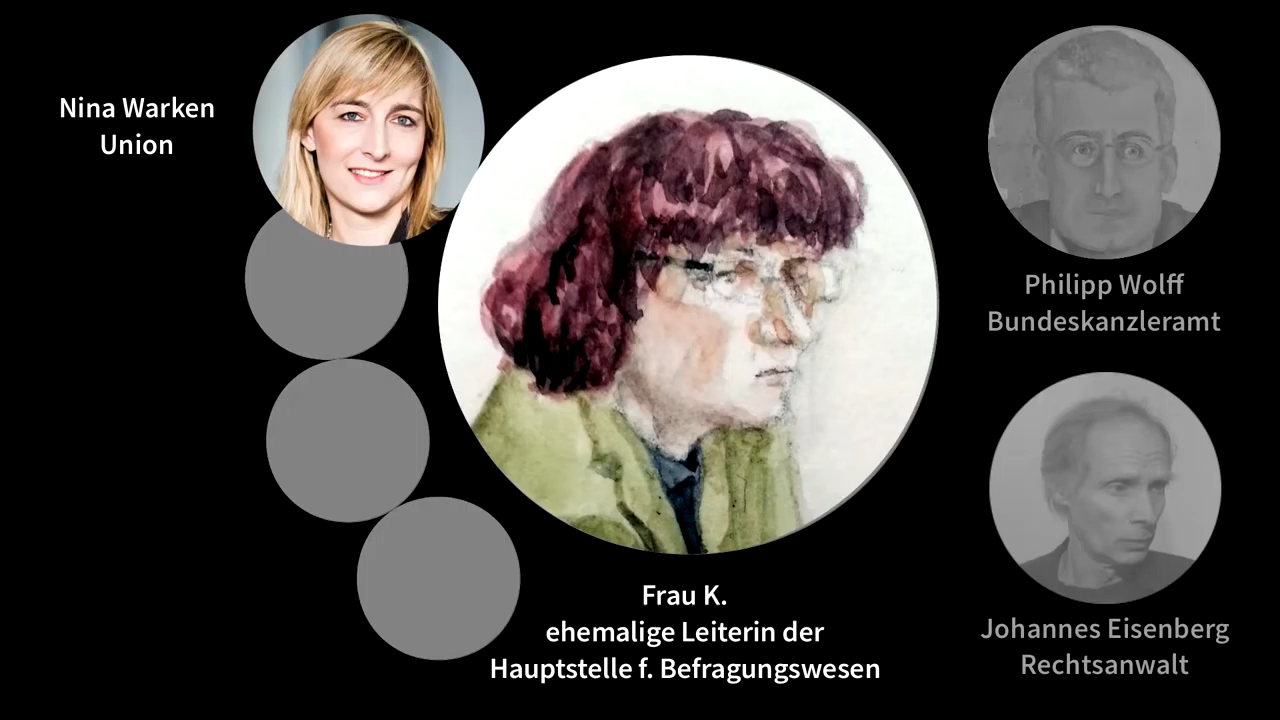 Nina Warken
Union
Philipp Wolff
Bundeskanzleramt
Frau K.
ehemalige Leiterin der
Hauptstelle f. Befragungswesen
Johannes Eisenberg
Rechtsanwalt